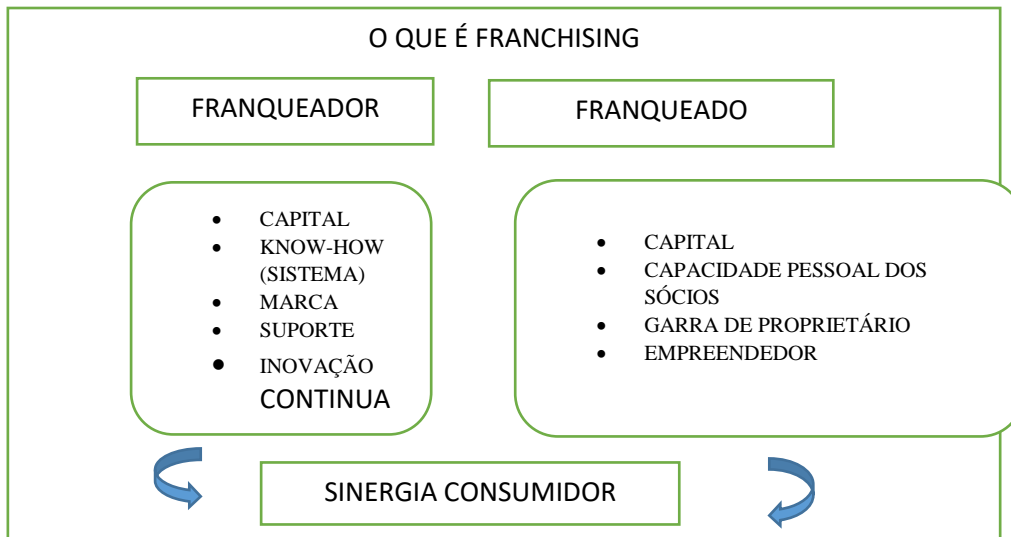 O QUE É FRANCHISING
FRANQUEADOR
FRANQUEADO
• CAPITAL
• KNOW-HOW
(SISTEMA)
• MARCA
• SUPORTE
• INOVAÇÃO
CONTINUA
• CAPITAL
• CAPACIDADE PESSOAL DOS
SÓCIOS
• GARRA DE PROPRIETÁRIO
• EMPREENDEDOR
SINERGIA CONSUMIDOR